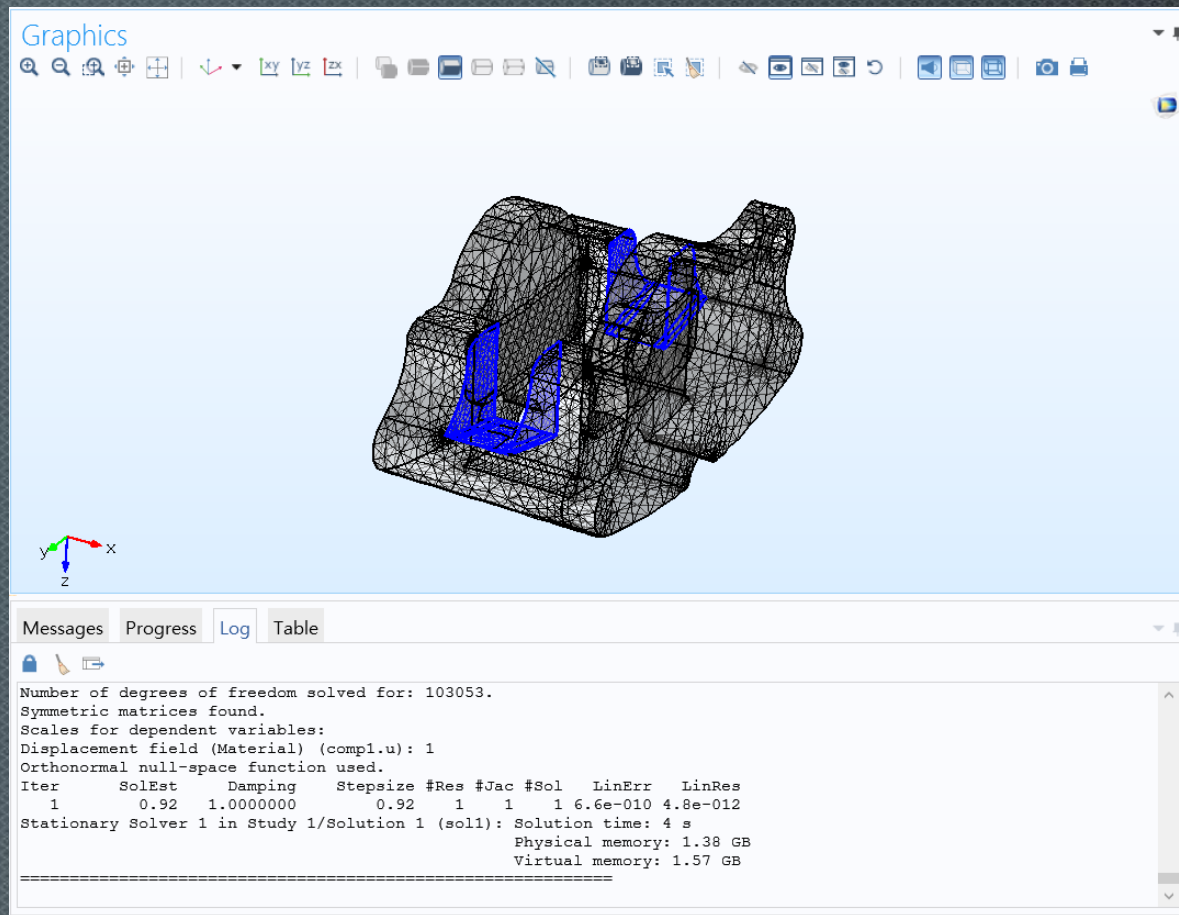 Graphics
xy yz zx
y x
z
Messages Progress Log Table
Number of degrees of freedom solved for: 103053.
Symmetric matrices found.
Scales for dependent variables:
Displacement field (Material) (comp1.u): 1
Orthonormal null-space function used.
Iter SolEst Damping Stepsize #Res #Jac #Sol LinErr LinRes
1 0.92 1.0000000 0.92 1 1 1 6.6e-010 4.8e-012
Stationary Solver 1 in Study 1/Solution 1 (sol1): Solution time: 4 s
Physical memory: 1.38 GB
Virtual memory: 1.57 GB
============================================================